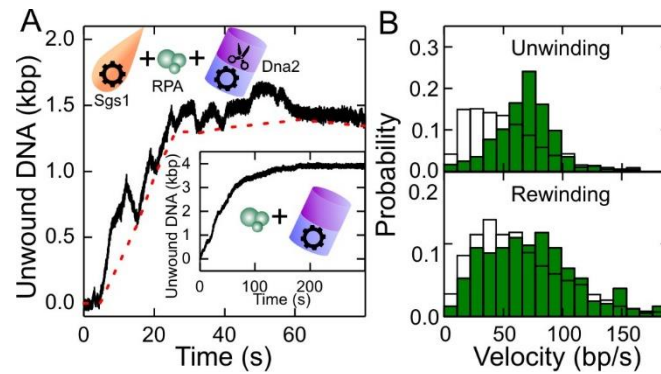 A
B
2.0
1.5
1.0
0.5
0.0
Unwound DNA (kbp)
Sgs1
RPA
Dna2
4
3
2
1
0
Unwound DNA (kbp)
0
100
200
Time (s)
0
20
40
60
Time (s)
Unwinding
0.3
0.2
0.1
0.0
Rewinding
0.2
0.1
0.0
Probability
0
50
100
150
Velocity (bp/s)